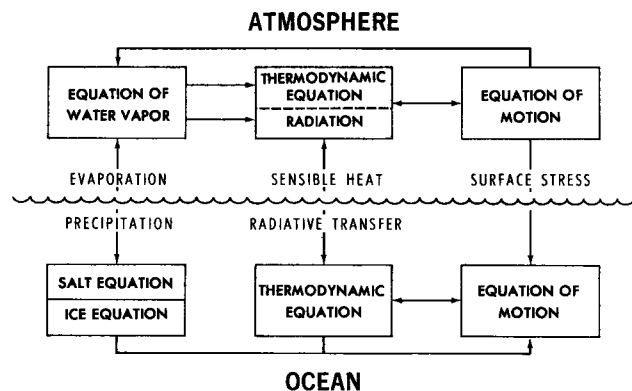 ATMOSPHERE
EQUATION OF
WATER VAPOR
THERMODYNAMIC
EQUATION
RADIATION
EQUATION OF
MOTION
EVAPORATION
SENSIBLE HEAT
SURFACE STRESS
PRECIPITATION
RADIATIVE TRANSFER
SALT EQUATION
ICE EQUATION
THERMODYNAMIC
EQUATION
EQUATION OF
MOTION
OCEAN